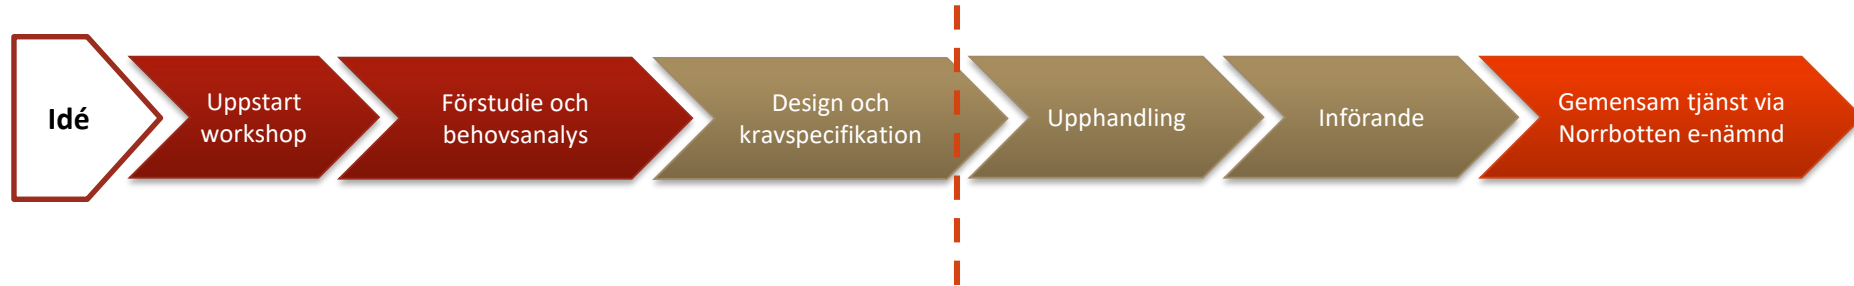 Idé
Uppstart
workshop
Förstudie och
behovsanalys
Design och
kravspecifikation
Upphandling
Införande
Gemensam tjänst via
Norrbotten e-nämnd